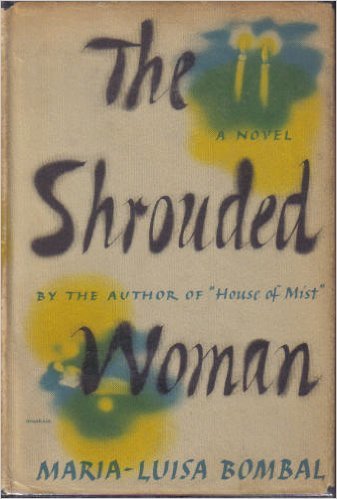 The
A NOVEL
Shrouded
BY THE AUTHOR OF "House of Mist"
Woman
MARIA-LUISA BOMBAL